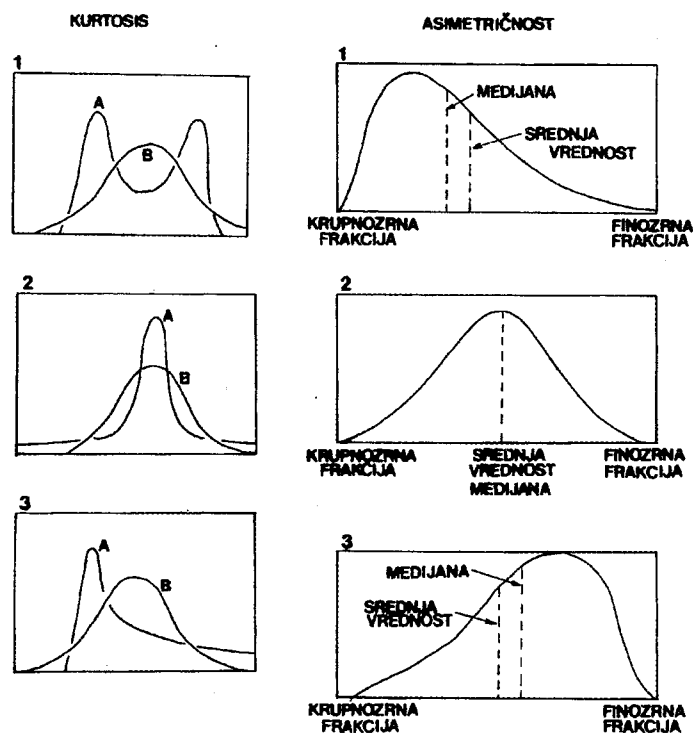 KURTOSIS
1
A
B
2
A
B
3
A
B
ASIMETRIČNOST
1
MEDIJANA
SREDNJA
VREDNOST
KRUPNOZRNA
FRAKCIJA
FINOZRNA
FRAKCIJA
2
KRUPNOZRNA
FRAKCIJA
SREDNJA
VREDNOST
MEDIJANA
FINOZRNA
FRAKCIJA
3
MEDIJANA
SREDNJA
VREDNOST
KRUPNOZRNA
FRAKCIJA
FINOZRNA
FRAKCIJA